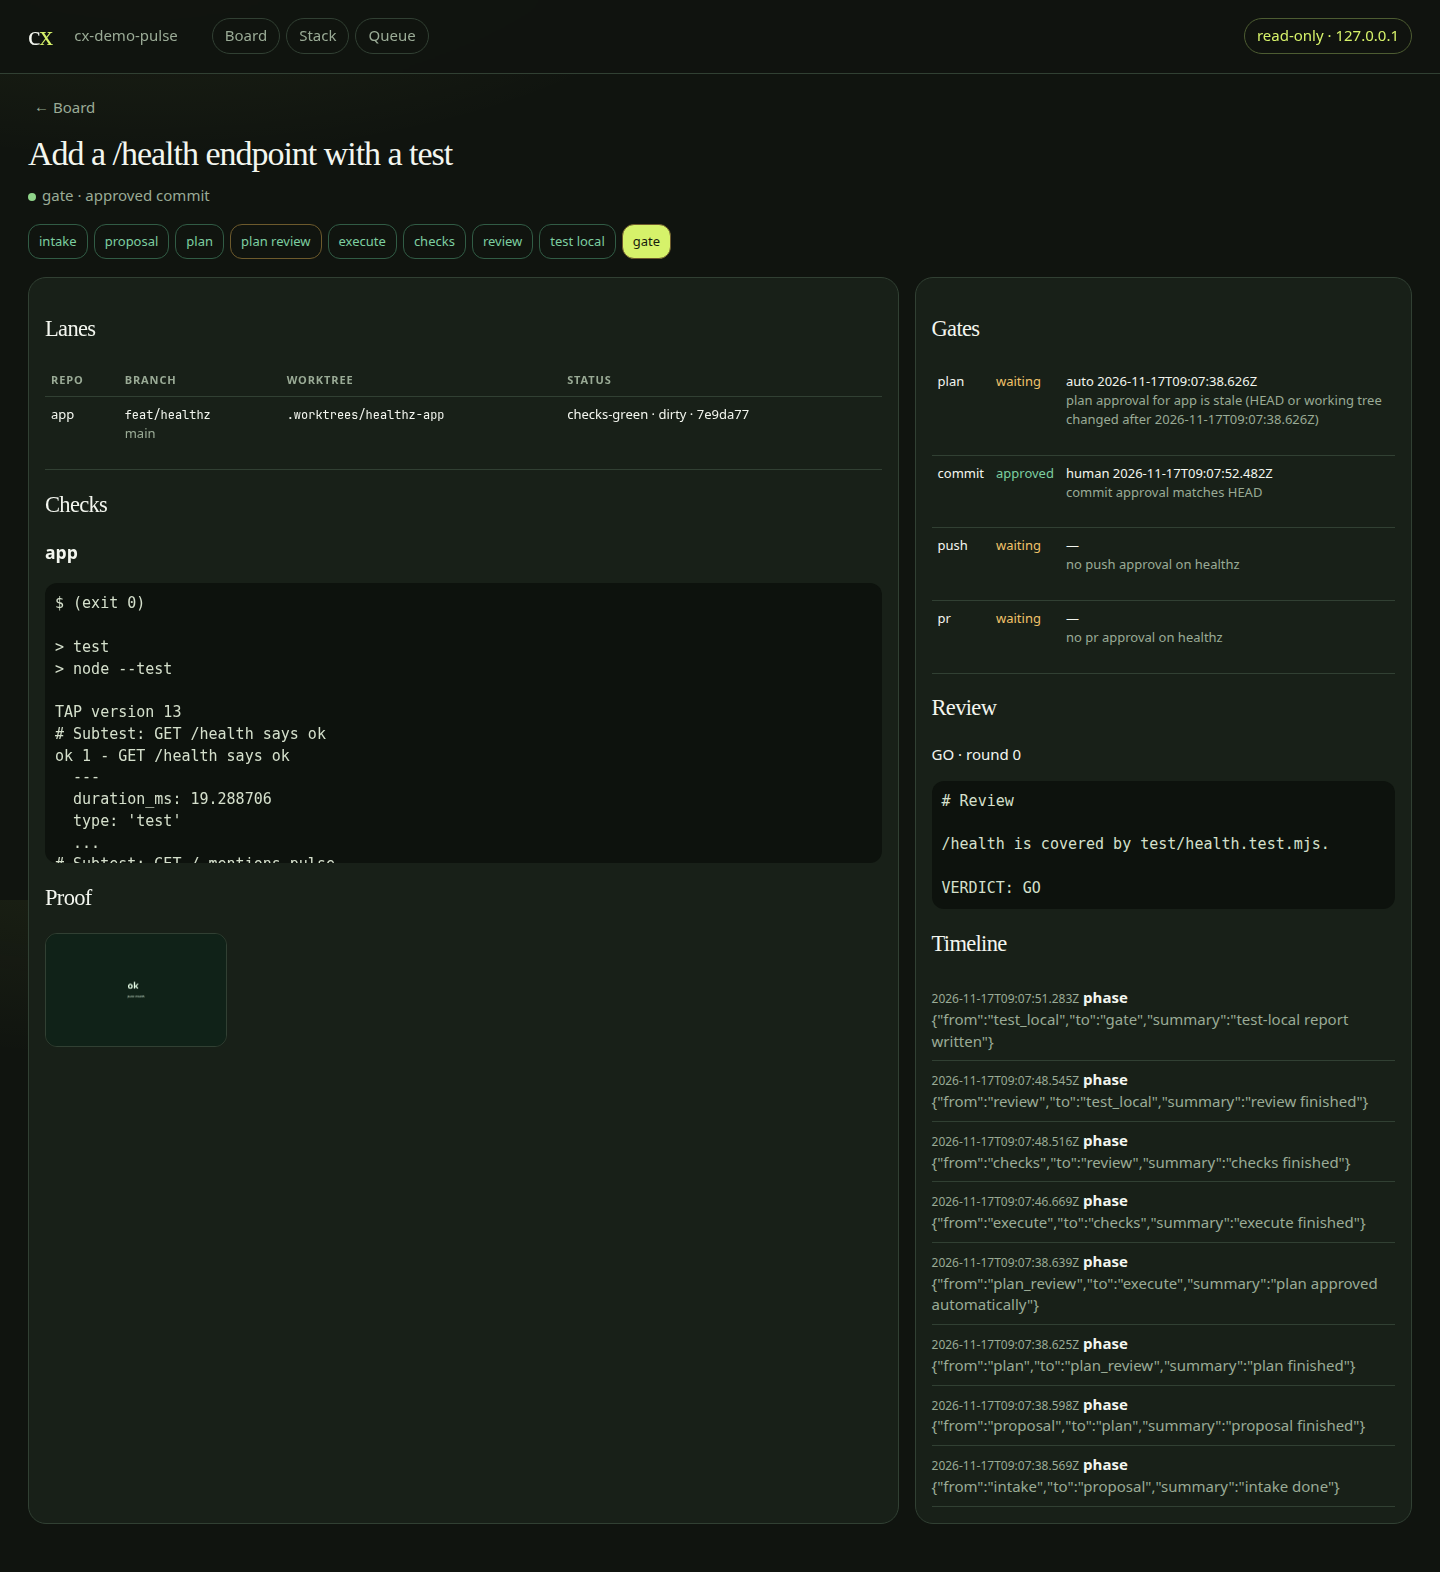 cx
cx-demo-pulse
Board
Stack
Queue
read-only · 127.0.0.1
← Board
Add a /health endpoint with a test
gate · approved commit
intake
proposal
plan
plan review
execute
checks
review
test local
gate
Lanes
REPO BRANCH WORKTREE STATUS
app feat/healthz .worktrees/healthz-app checks-green · dirty · 7e9da77
main
Checks
app
$ (exit 0)
> test
> node --test
TAP version 13
# Subtest: GET /health says ok
ok 1 - GET /health says ok
---
duration_ms: 19.288706
type: 'test'
...
# Subtest: GET / mentions pulse
Proof
ok
Gates
plan waiting auto 2026-11-17T09:07:38.626Z
plan approval for app is stale (HEAD or working tree
changed after 2026-11-17T09:07:38.626Z)
commit approved human 2026-11-17T09:07:52.482Z
commit approval matches HEAD
push waiting —
no push approval on healthz
pr waiting —
no pr approval on healthz
Review
GO · round 0
# Review
/health is covered by test/health.test.mjs.
VERDICT: GO
Timeline
2026-11-17T09:07:51.283Z phase
{"from":"test_local","to":"gate","summary":"test-local report
written"}
2026-11-17T09:07:48.545Z phase
{"from":"review","to":"test_local","summary":"review finished"}
2026-11-17T09:07:48.516Z phase
{"from":"checks","to":"review","summary":"checks finished"}
2026-11-17T09:07:46.669Z phase
{"from":"execute","to":"checks","summary":"execute finished"}
2026-11-17T09:07:38.639Z phase
{"from":"plan_review","to":"execute","summary":"plan approved
automatically"}
2026-11-17T09:07:38.625Z phase
{"from":"plan","to":"plan_review","summary":"plan finished"}
2026-11-17T09:07:38.598Z phase
{"from":"proposal","to":"plan","summary":"proposal finished"}
2026-11-17T09:07:38.569Z phase
{"from":"intake","to":"proposal","summary":"intake done"}